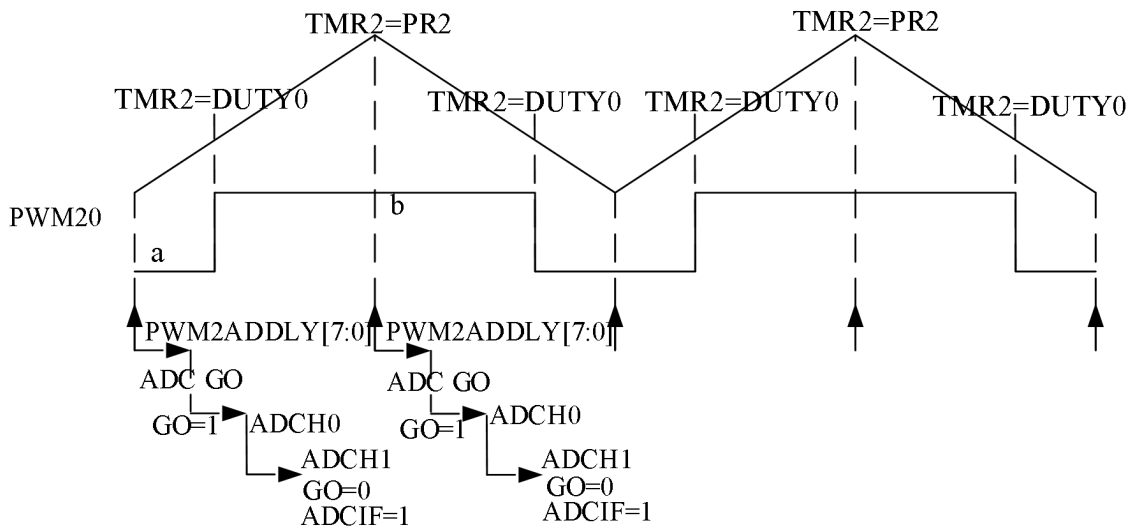 TMR2=PR2
TMR2=PR2
TMR2=DUTY0
TMR2=DUTY0
TMR2=DUTY0
TMR2=DUTY0
PWM20
b
a
PWM2ADDLY[7:0]
PWM2ADDLY[7:0]
ADC GO
ADC GO
GO=1
ADCH0
GO=1
ADCH0
ADCH1
ADCH1
GO=0
GO=0
ADCIF=1
ADCIF=1